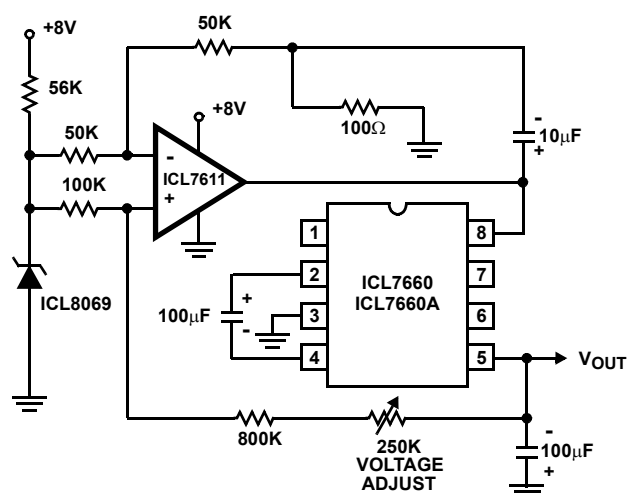 +8V
50K
56K
+8V
50K
100Ω
-
10µF
+
-
ICL7611
+
100K
1
8
ICL8069
2
ICL7660
ICL7660A
7
+
100µF
-
3
6
4
5
VOUT
800K
250K
VOLTAGE
ADJUST
-
100µF
+